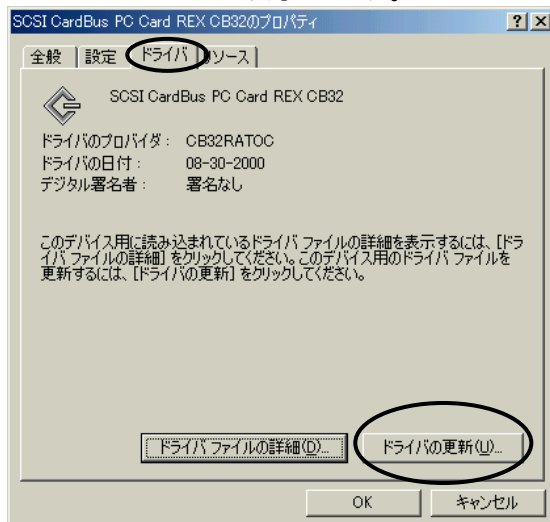 SCSI CardBus PC Card REX CB32のプロパティ
全般 設定 ドライバ リソース
SCSI CardBus PC Card REX CB32
ドライバのプロバイダ： CB32RATOC
ドライバの日付： 08-30-2000
デジタル署名者： 署名なし
このデバイス用に読み込まれているドライバ ファイルの詳細を表示するには、[ドラ
イバ ファイルの詳細] をクリックしてください。このデバイス用のドライバ ファイルを
更新するには、[ドライバの更新] をクリックしてください。
ドライバ ファイルの詳細(D)... ドライバの更新(U)...
OK キャンセル